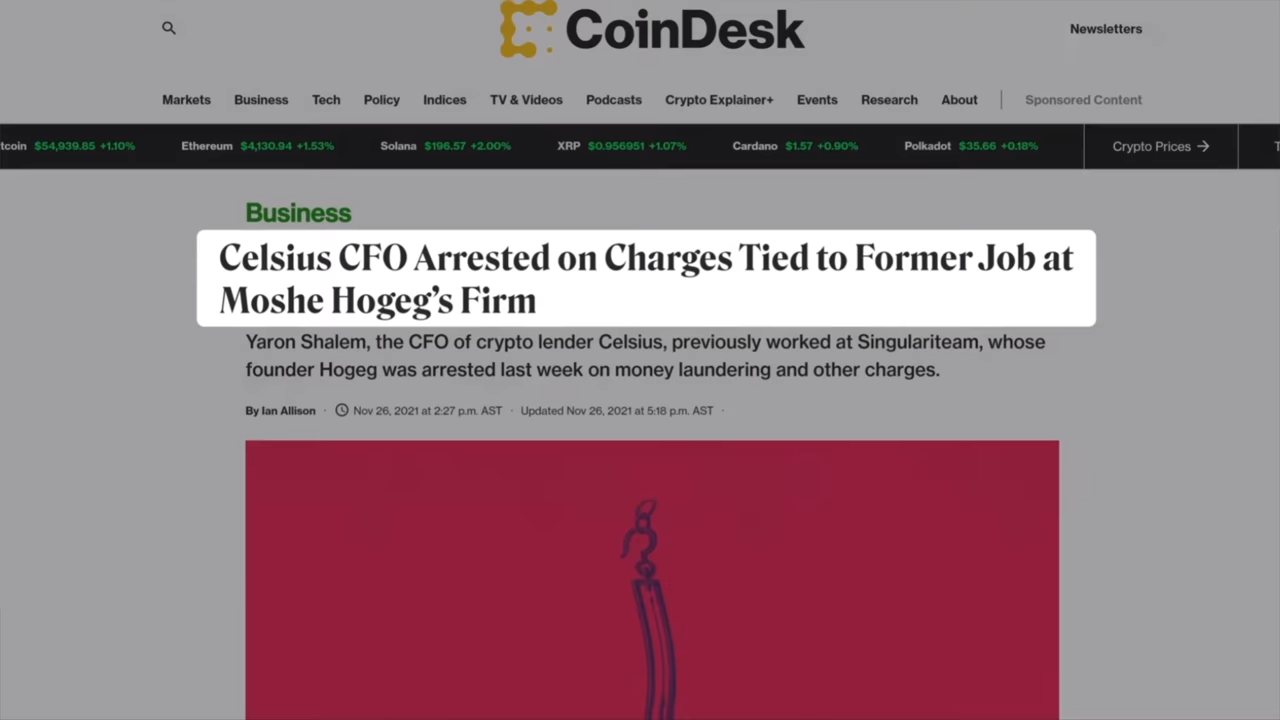 CoinDesk
Newsletters
Markets Business Tech Policy Indices TV & Videos Podcasts Crypto Explainer+ Events Research About Sponsored Content
tcoin $54,939.85 +1.10% Ethereum $4,130.94 +1.53% Solana $196.57 +2.00% XRP $0.956951 +1.07% Cardano $1.57 +0.90% Polkadot $35.66 +0.18% Crypto Prices → T
Business
Celsius CFO Arrested on Charges Tied to Former Job at
Moshe Hogeg’s Firm
Yaron Shalem, the CFO of crypto lender Celsius, previously worked at Singulariteam, whose
founder Hogeg was arrested last week on money laundering and other charges.
By Ian Allison · Nov 26, 2021 at 2:27 p.m. AST · Updated Nov 26, 2021 at 5:18 p.m. AST ·